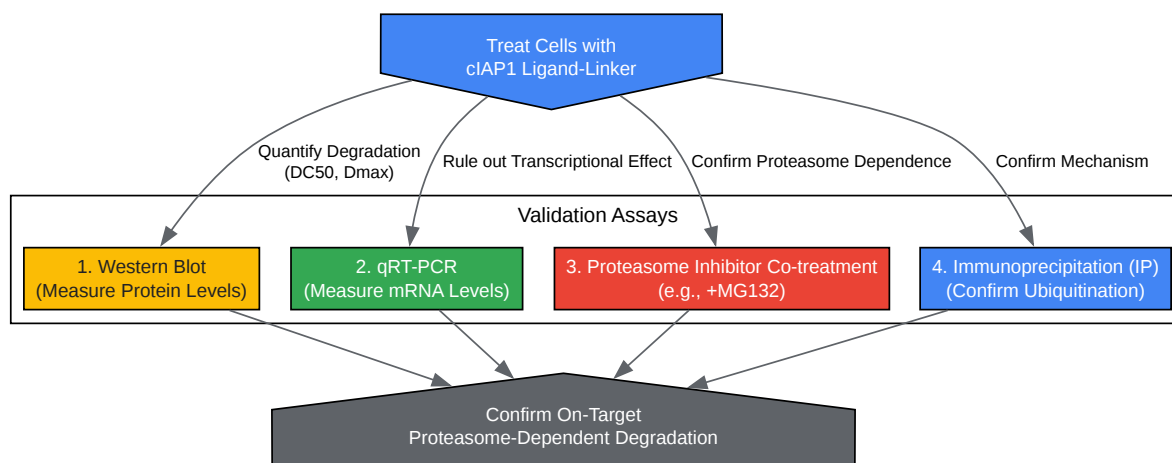 Treat Cells with
cIAP1 Ligand-Linker
Quantify Degradation
(DC50, Dmax)
Rule out Transcriptional Effect
Confirm Proteasome Dependence
Confirm Mechanism
Validation Assays
1. Western Blot
(Measure Protein Levels)
2. qRT-PCR
(Measure mRNA Levels)
3. Proteasome Inhibitor Co-treatment
(e.g., +MG132)
4. Immunoprecipitation (IP)
(Confirm Ubiquitination)
Confirm On-Target
Proteasome-Dependent Degradation